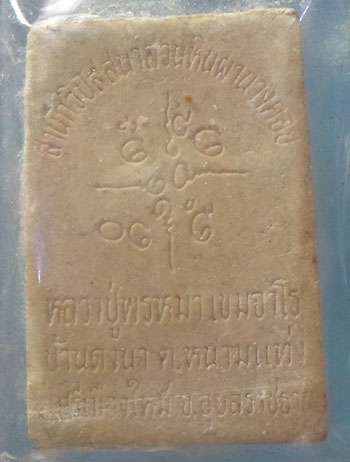 สำนักวิปัสสนาสวนหินผานางคอย
หลวงปู่พรหมา เขมจาโร
บ้านดงนา ต.หนามแท่ง
อ.ศรีเมืองใหม่ จ.อุบลราชธานี